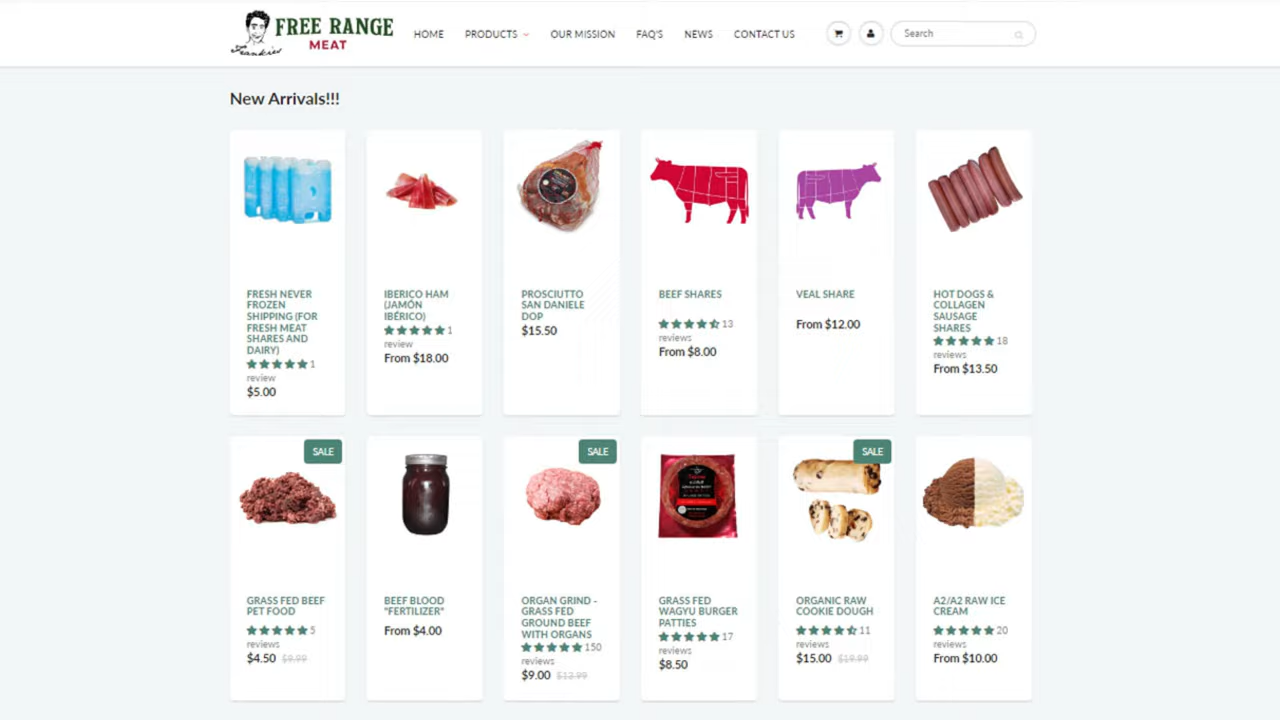 FREE RANGE
MEAT
Frankies
HOME
PRODUCTS
OUR MISSION
FAQ'S
NEWS
CONTACT US
Search
New Arrivals!!!
FRESH NEVER
FROZEN
SHIPPING (FOR
FRESH MEAT
SHARES AND
DAIRY)
1
review
$5.00
IBERICO HAM
(JAMÓN
IBÉRICO)
1
review
From $18.00
PROSCIUTTO
SAN DANIELE
DOP
$15.50
BEEF SHARES
13
reviews
From $8.00
VEAL SHARE
From $12.00
HOT DOGS &
COLLAGEN
SAUSAGE
SHARES
18
reviews
From $13.50
SALE
GRASS FED BEEF
PET FOOD
5
reviews
$4.50 $9.99
BEEF BLOOD
"FERTILIZER"
From $4.00
SALE
ORGAN GRIND -
GRASS FED
GROUND BEEF
WITH ORGANS
150
reviews
$9.00 $12.99
GRASS FED
WAGYU BURGER
PATTIES
17
reviews
$8.50
SALE
ORGANIC RAW
COOKIE DOUGH
11
reviews
$15.00 $19.99
A2/A2 RAW ICE
CREAM
20
reviews
From $10.00